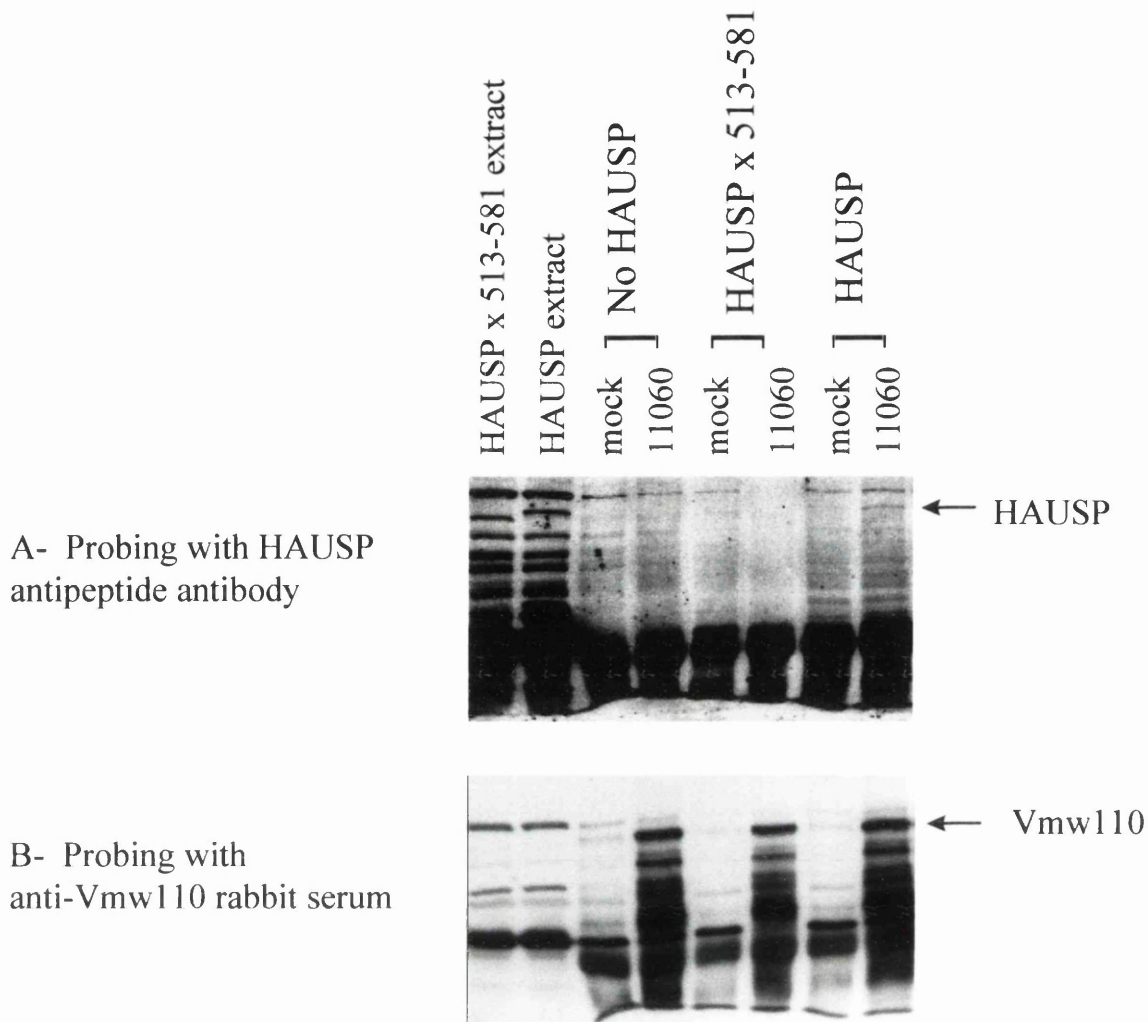 HAUSP x 513-581 extract
HAUSP extract
No HAUSP
HAUSP x 513-581
HAUSP
mock
11060
mock
11060
mock
11060
HAUSP
A- Probing with HAUSP
antipeptide antibody
Vmw110
B- Probing with
anti-Vmw110 rabbit serum